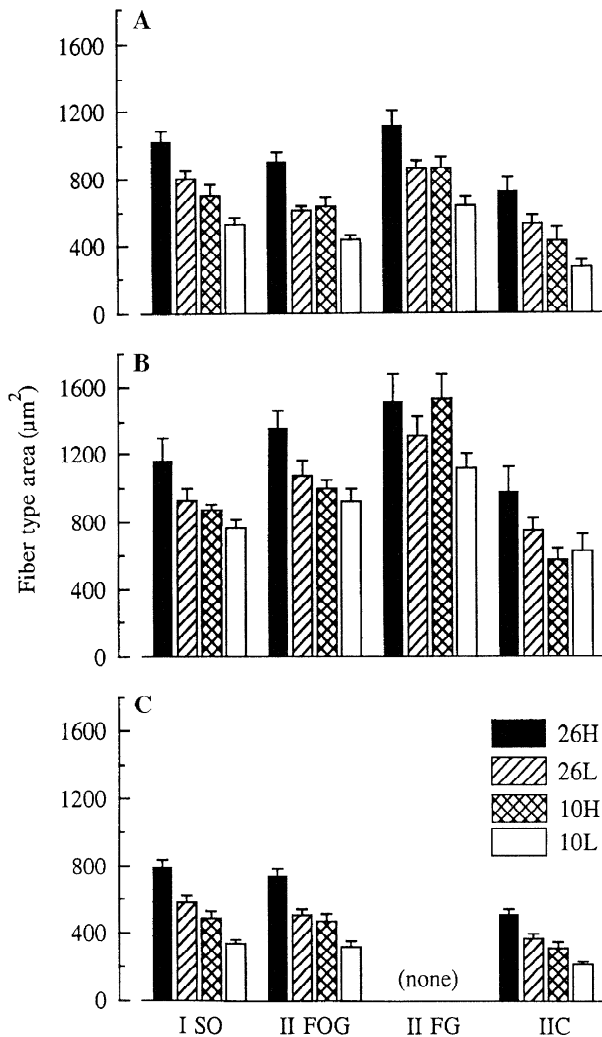 A
1600
1200
800
400
0
B
1600
1200
800
400
0
Fiber type area (µm²)
C
1600
1200
800
400
0
26H
26L
10H
10L
(none)
I SO
II FOG
II FG
IIC